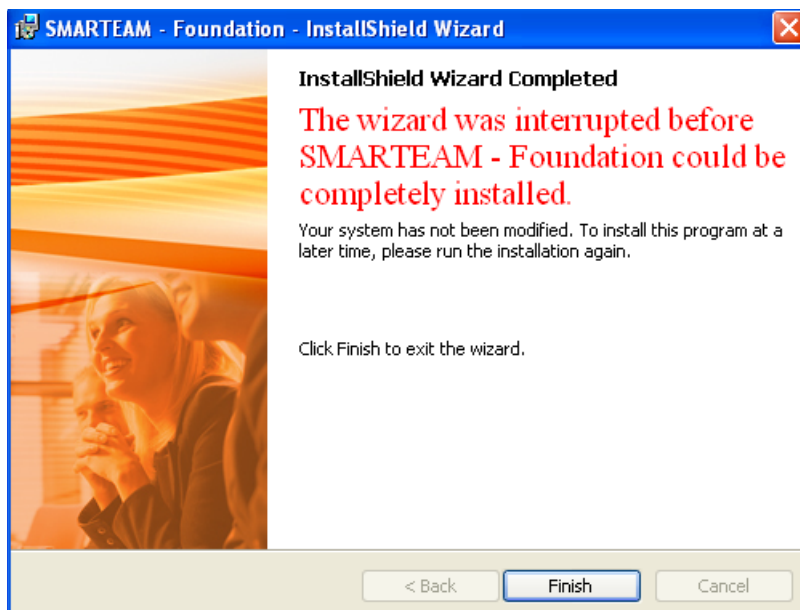 SMARTEAM - Foundation - InstallShield Wizard
InstallShield Wizard Completed
The wizard was interrupted before
SMARTEAM - Foundation could be
completely installed.
Your system has not been modified. To install this program at a
later time, please run the installation again.
Click Finish to exit the wizard.
< Back
Finish
Cancel